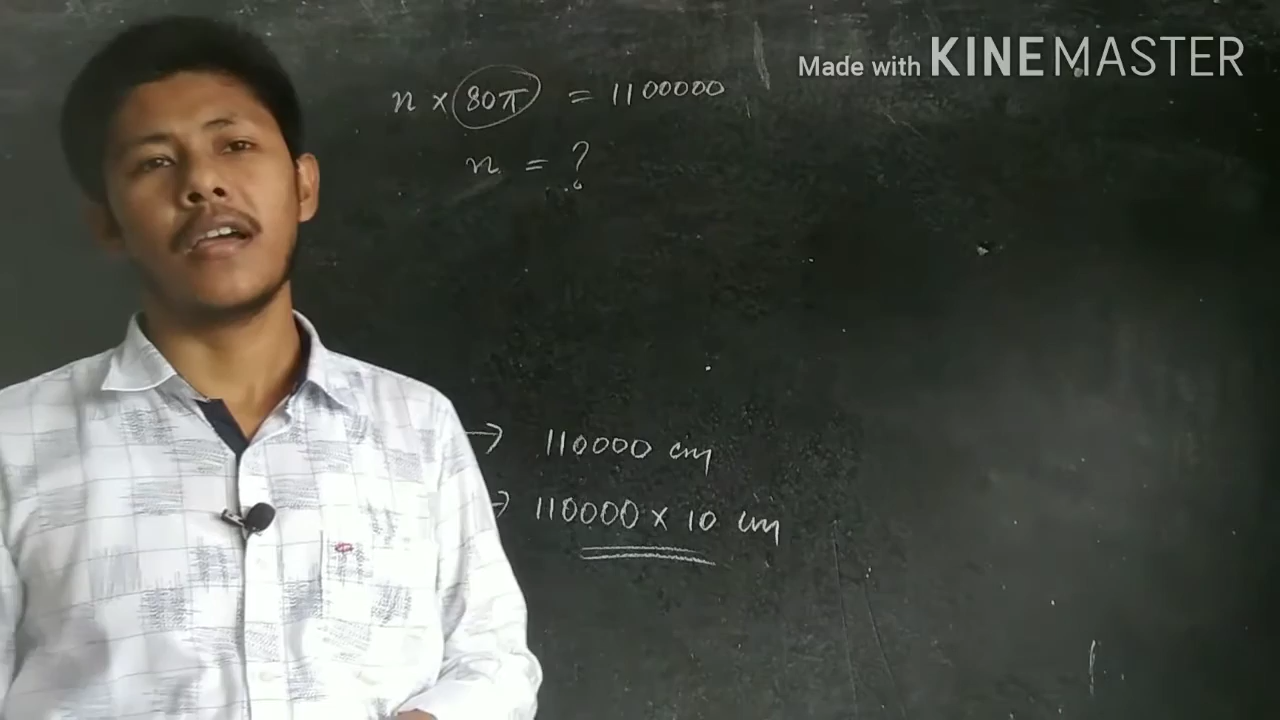 Made with KINEMASTER
n × 80π = 1100000
n = ?
→ 110000 cm
→ 110000 × 10 cm